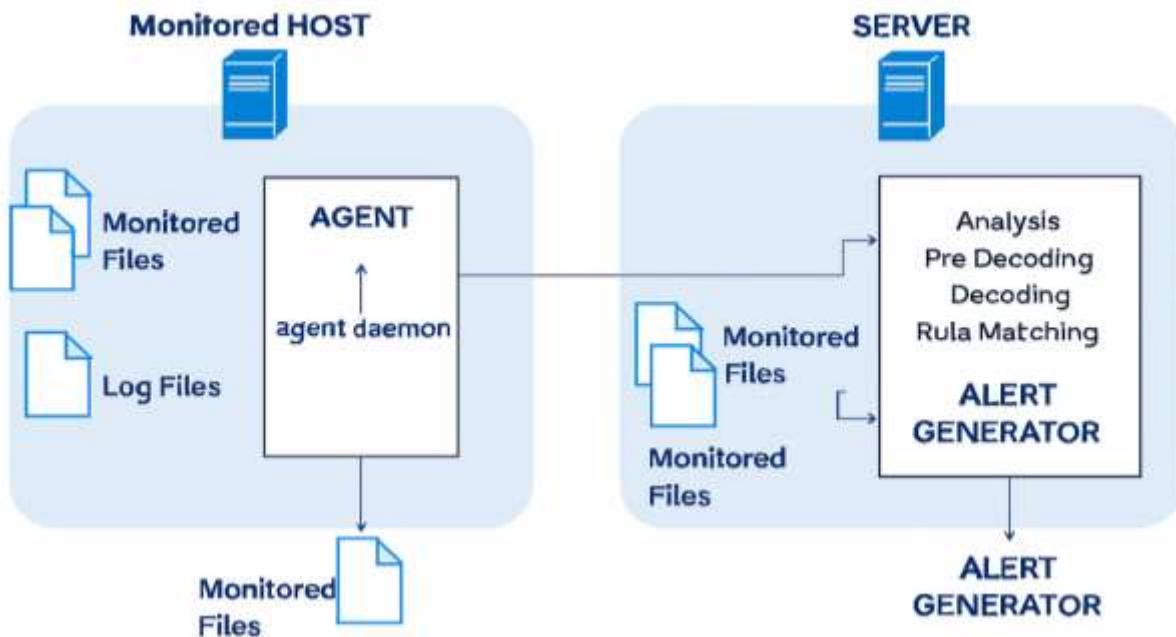 Monitored HOST
Monitored
Files
Log Files
AGENT
agent daemon
Monitored
Files
SERVER
Monitored
Files
Monitored
Files
Analysis
Pre Decoding
Decoding
Rula Matching
ALERT
GENERATOR
ALERT
GENERATOR